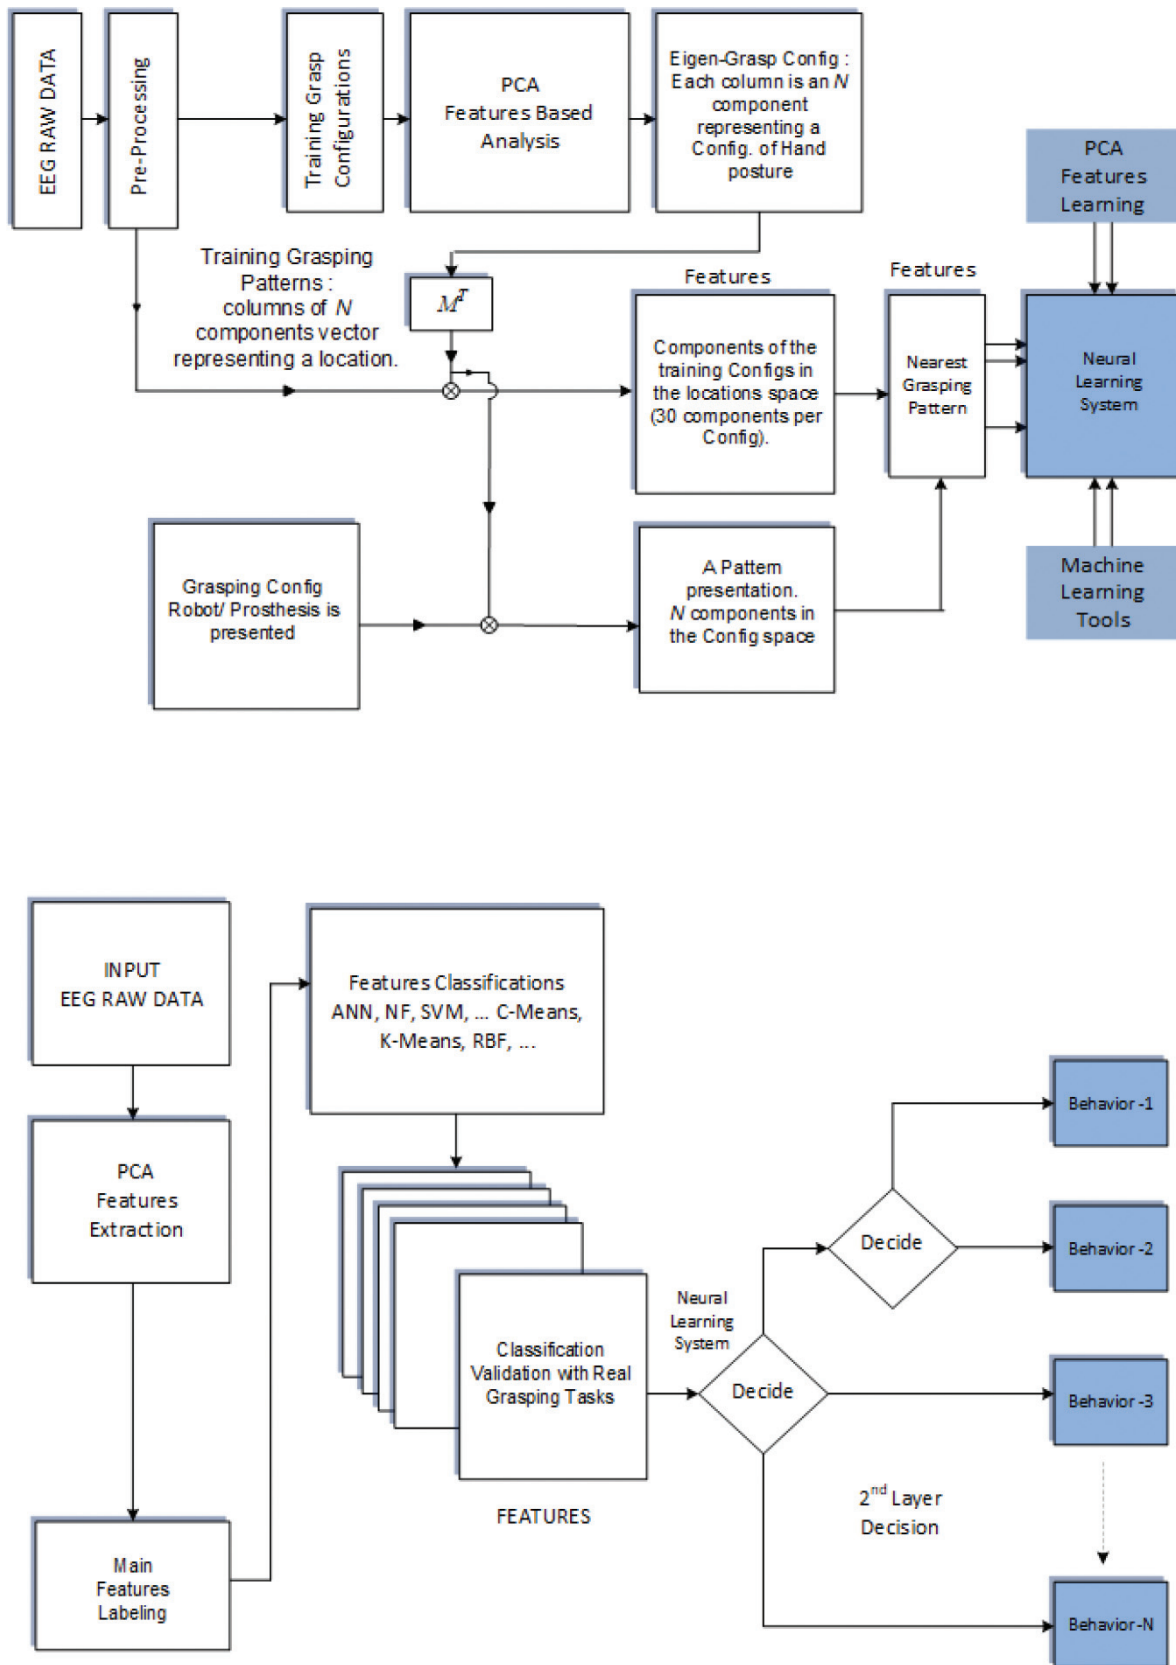 EEG RAW DATA
Pre-Processing
Training Grasp
Configurations
PCA
Features Based
Analysis
Eigen-Grasp Config :
Each column is an N
component
representing a
Config. of Hand
posture
PCA
Features
Learning
Training Grasping
Patterns :
columns of N
components vector
representing a location.
M^T
Features
Components of the
training Configs in
the locations space
(30 components per
Config).
Features
Nearest
Grasping
Pattern
Neural
Learning
System
Grasping Config
Robot/ Prosthesis is
presented
A Pattern
presentation.
N components in
the Config space
Machine
Learning
Tools
INPUT
EEG RAW DATA
PCA
Features
Extraction
Main
Features
Labeling
Features Classifications
ANN, NF, SVM, ... C-Means,
K-Means, RBF, ...
Classification
Validation with Real
Grasping Tasks
FEATURES
Neural
Learning
System
Decide
Decide
2nd Layer
Decision
Behavior -1
Behavior -2
Behavior -3
Behavior -N